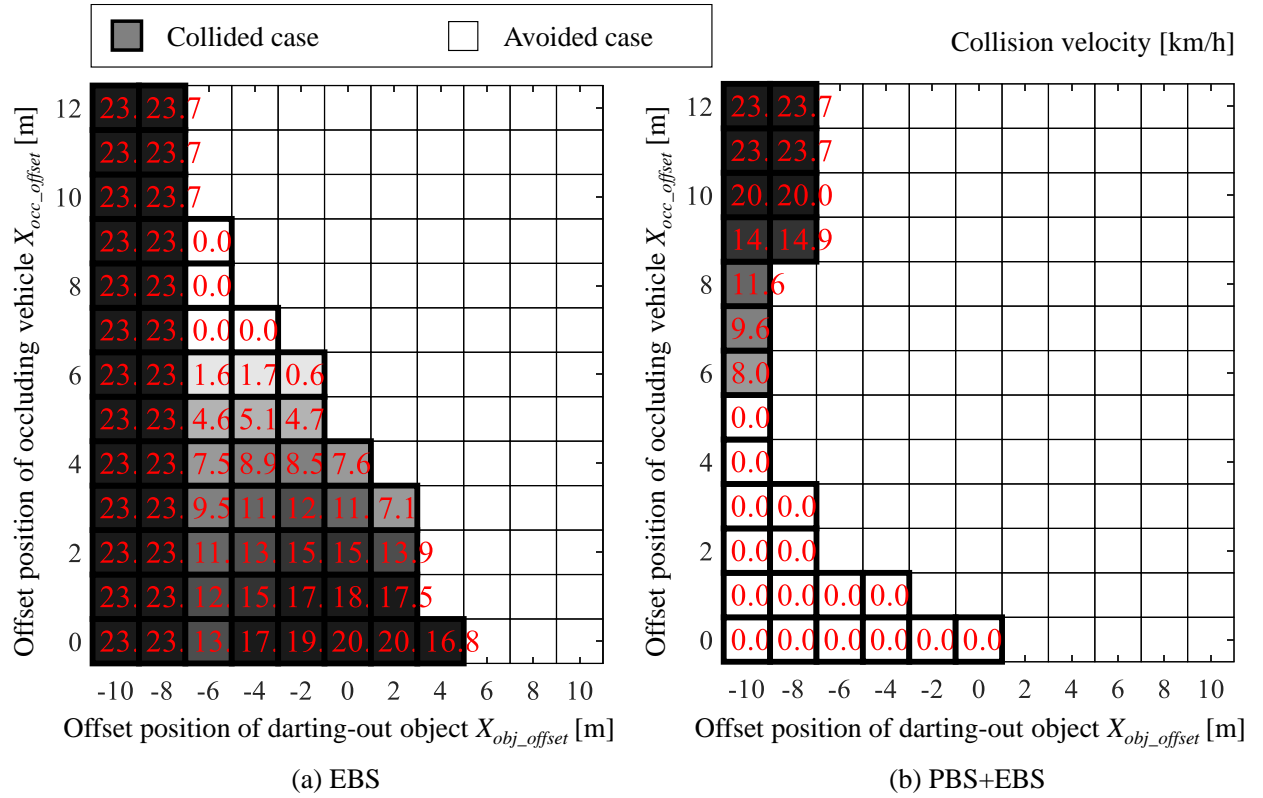 Collided case
Avoided case
Collision velocity [km/h]
Offset position of occluding vehicle X_occ_offset [m]
12 23. 23.7
23. 23.7
10 23. 23.7
23. 23. 0.0
8 23. 23. 0.0
23. 23. 0.0 0.0
6 23. 23. 1.6 1.7 0.6
23. 23. 4.6 5.1 4.7
4 23. 23. 7.5 8.9 8.5 7.6
23. 23. 9.5 11. 12. 11. 7.1
2 23. 23. 11. 13. 15. 15. 13.9
23. 23. 12. 15. 17. 18. 17.5
0 23. 23. 13. 17. 19. 20. 20. 16.8
-10 -8 -6 -4 -2 0 2 4 6 8 10
Offset position of darting-out object X_obj_offset [m]
(a) EBS
Offset position of occluding vehicle X_occ_offset [m]
12 23. 23.7
23. 23.7
10 20. 20.0
14. 14.9
8 11.6
9.6
6 8.0
0.0
4 0.0
0.0 0.0
2 0.0 0.0
0.0 0.0 0.0 0.0
0 0.0 0.0 0.0 0.0 0.0 0.0
-10 -8 -6 -4 -2 0 2 4 6 8 10
Offset position of darting-out object X_obj_offset [m]
(b) PBS+EBS